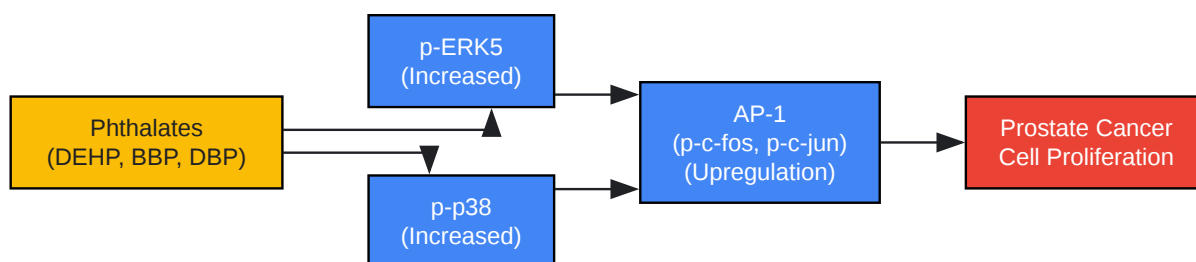 Phthalates
(DEHP, BBP, DBP)
p-ERK5
(Increased)
p-p38
(Increased)
AP-1
(p-c-fos, p-c-jun)
(Upregulation)
Prostate Cancer
Cell Proliferation